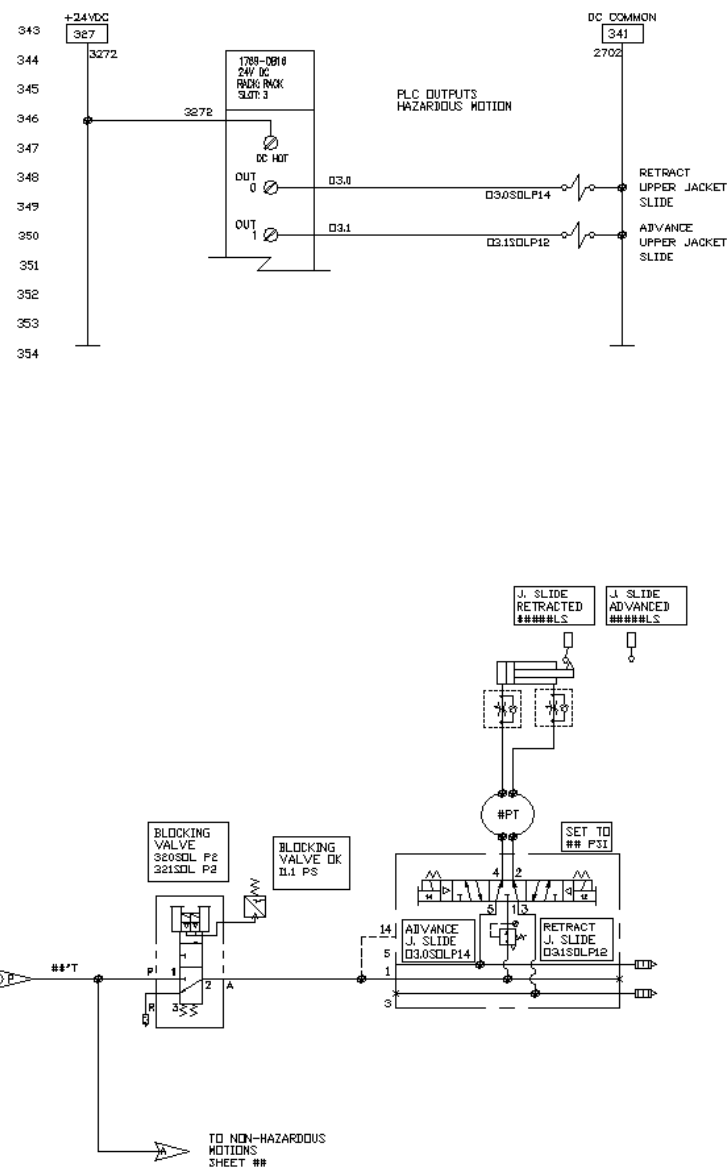 343
+24VDC
327
3272
DC COMMON
341
2702
344
1769-OB16
24V DC
RACK: RACK
SLOT: 3
345
PLC OUTPUTS
HAZARDOUS MOTION
346
3272
347
DC HOT
348
OUT
0
O3.0
O3.0SOLP14
RETRACT
UPPER JACKET
SLIDE
349
350
OUT
1
O3.1
O3.1SOLP12
ADVANCE
UPPER JACKET
SLIDE
351
352
353
354
J. SLIDE
RETRACTED
#####LS
J. SLIDE
ADVANCED
#####LS
#PT
SET TO
## PSI
BLOCKING
VALVE
320SOL P2
321SOL P2
BLOCKING
VALVE OK
I1.1 PS
4 2
14
12
5 1 3
14
ADVANCE
J. SLIDE
O3.0SOLP14
RETRACT
J. SLIDE
O3.1SOLP12
5
1
3
P
##"T
P
1
2
A
R
3
A
TO NON-HAZARDOUS
MOTIONS
SHEET ##